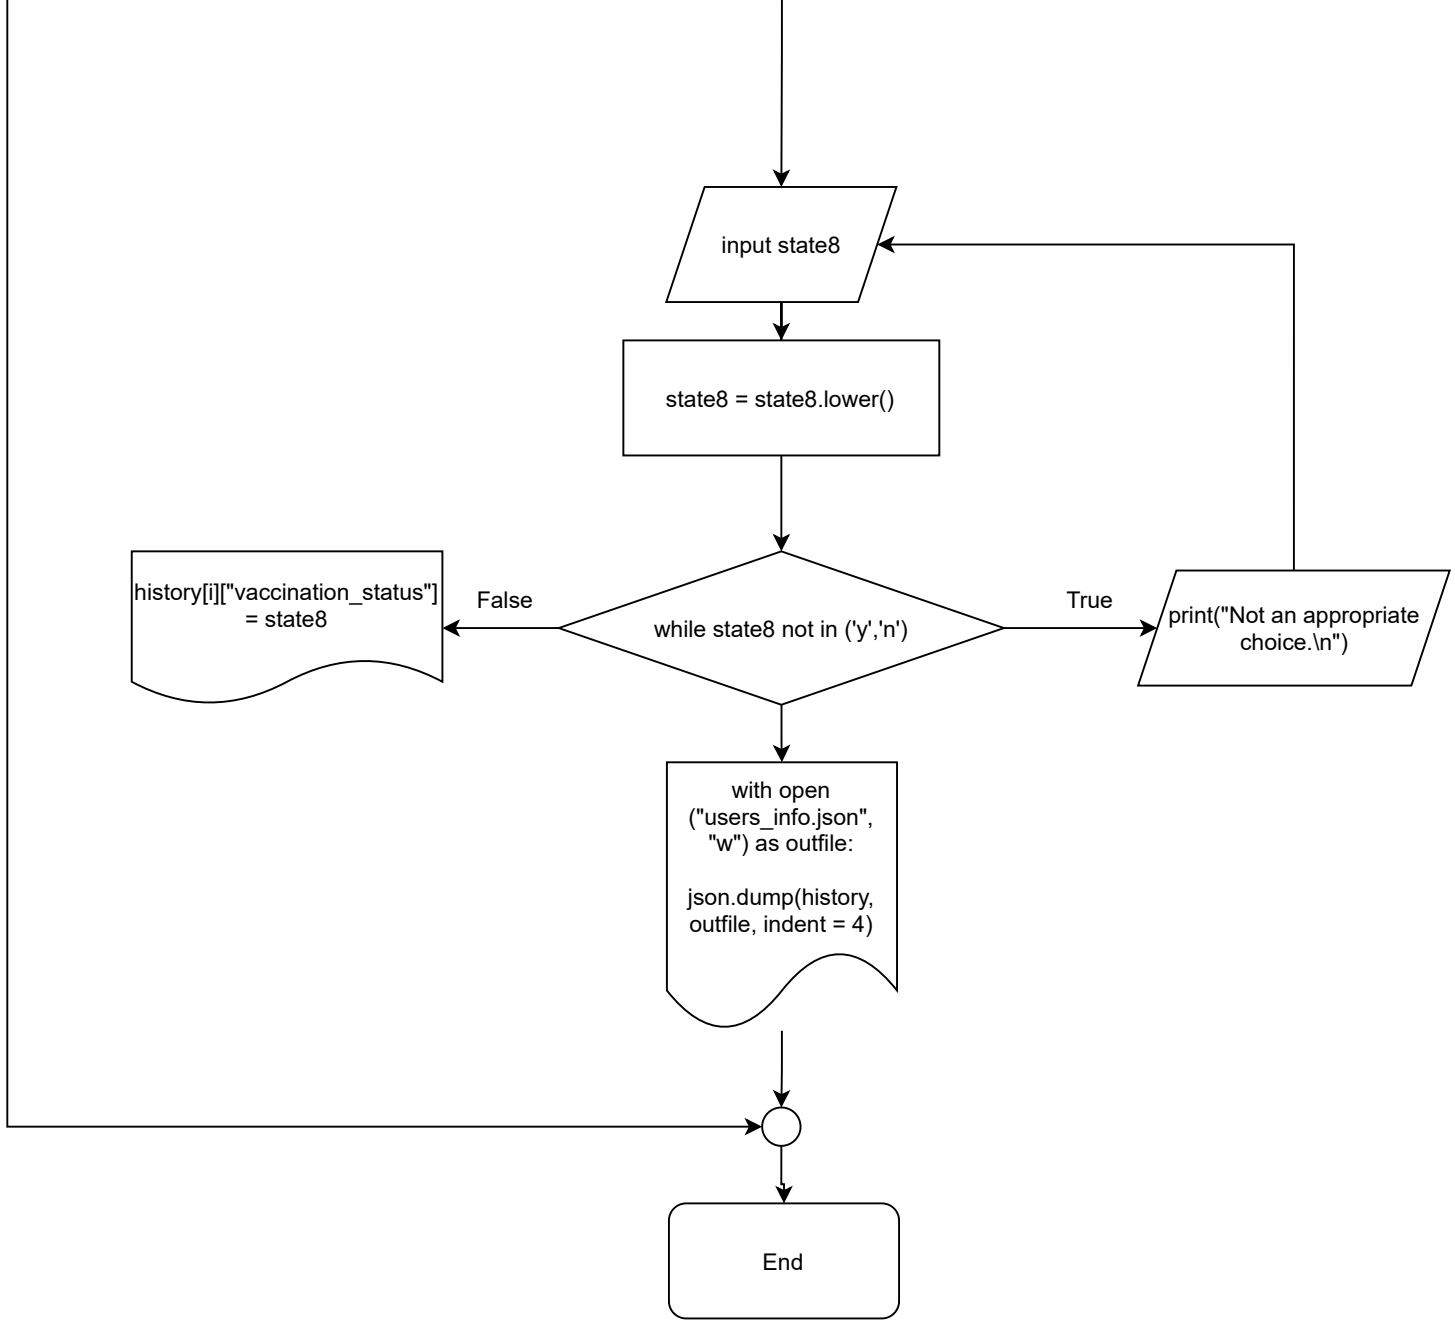 input state8
state8 = state8.lower()
history[i]["vaccination_status"]
= state8
False
while state8 not in ('y','n')
True
print("Not an appropriate
choice.\n")
with open
("users_info.json",
"w") as outfile:
json.dump(history,
outfile, indent = 4)
End